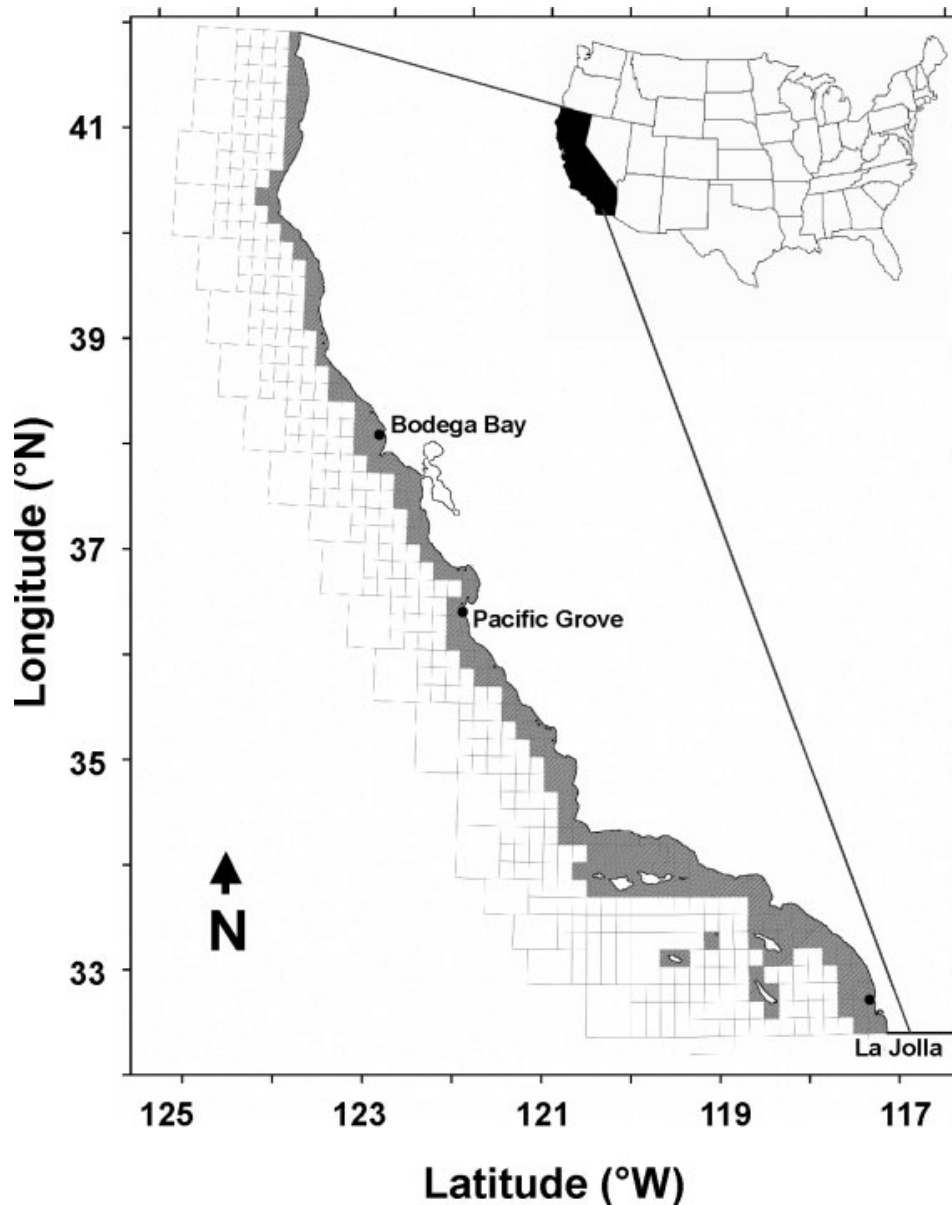 41
39
Bodega Bay
37
Pacific Grove
35
33
N
La Jolla
125
123
121
119
117
Longitude (°N)
Latitude (°W)